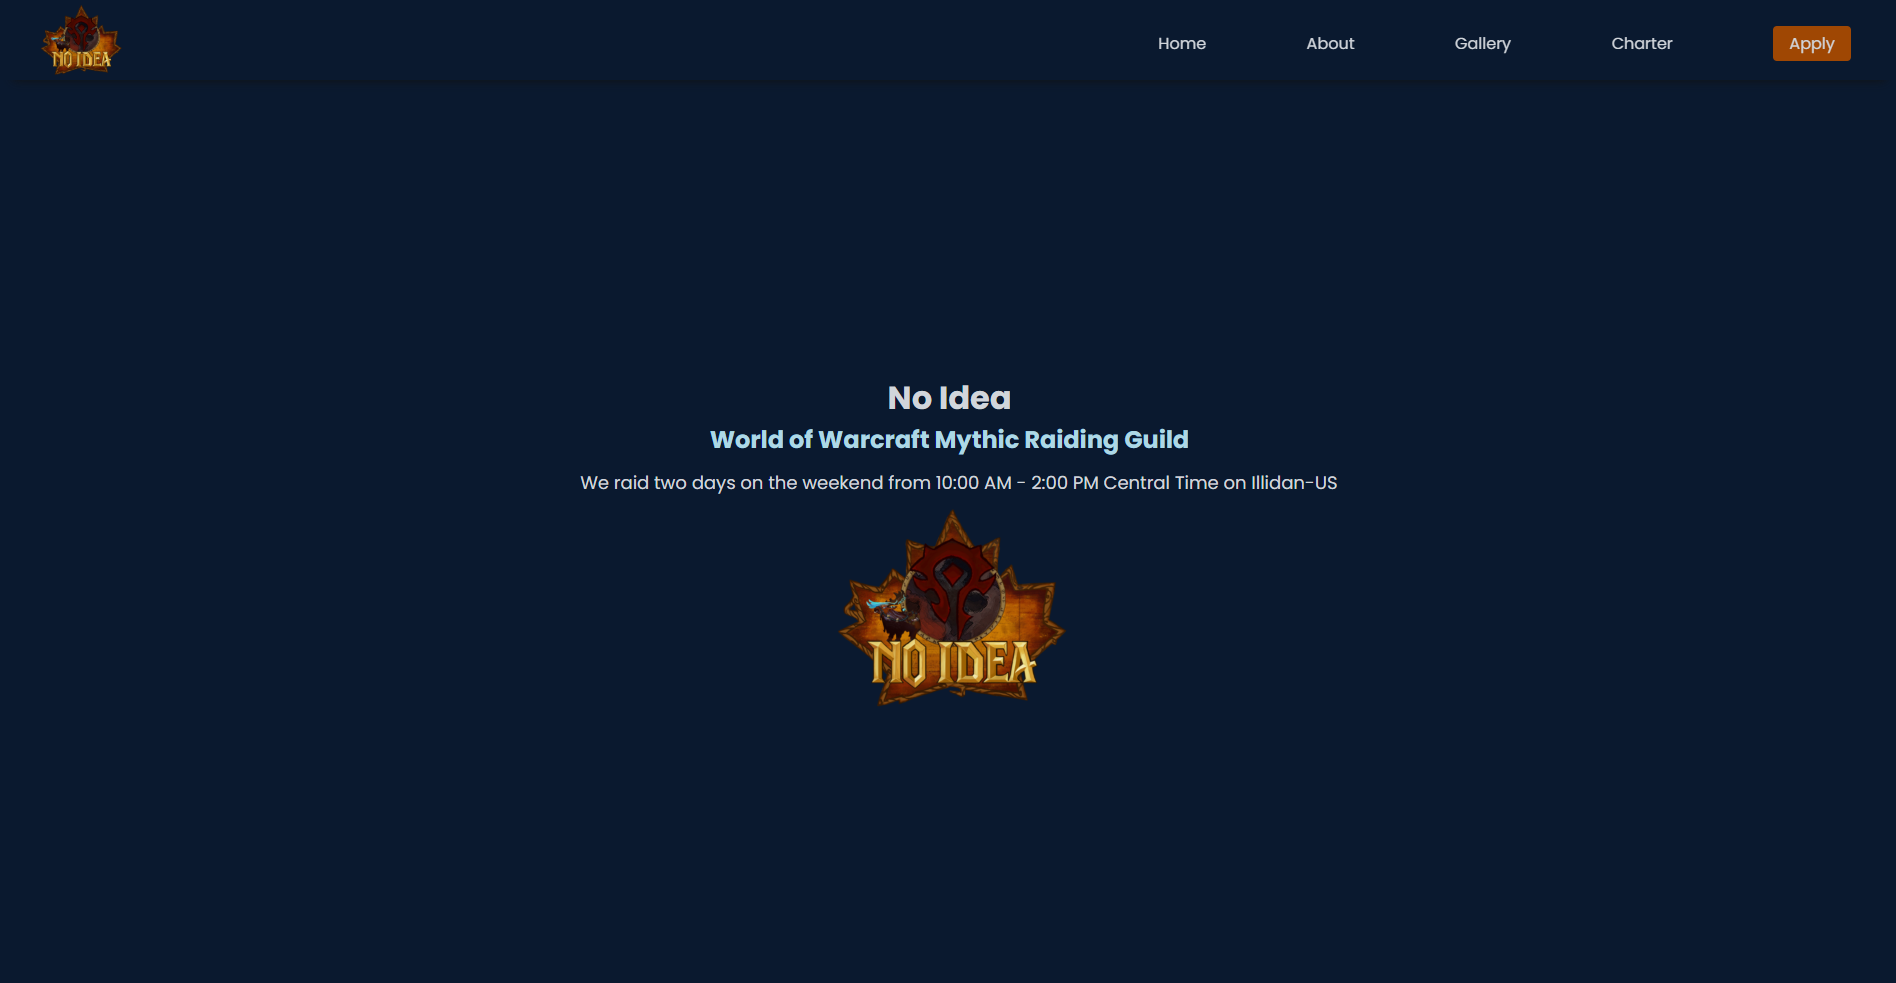 NO IDEA
Home
About
Gallery
Charter
Apply
No Idea
World of Warcraft Mythic Raiding Guild
We raid two days on the weekend from 10:00 AM - 2:00 PM Central Time on Illidan-US
NO IDEA